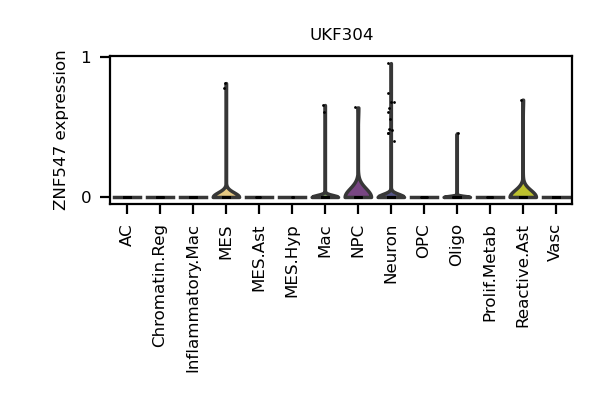 UKF304
ZNF547 expression
1
0
AC
Chromatin.Reg
Inflammatory.Mac
MES
MES.Ast
MES.Hyp
Mac
NPC
Neuron
OPC
Oligo
Prolif.Metab
Reactive.Ast
Vasc